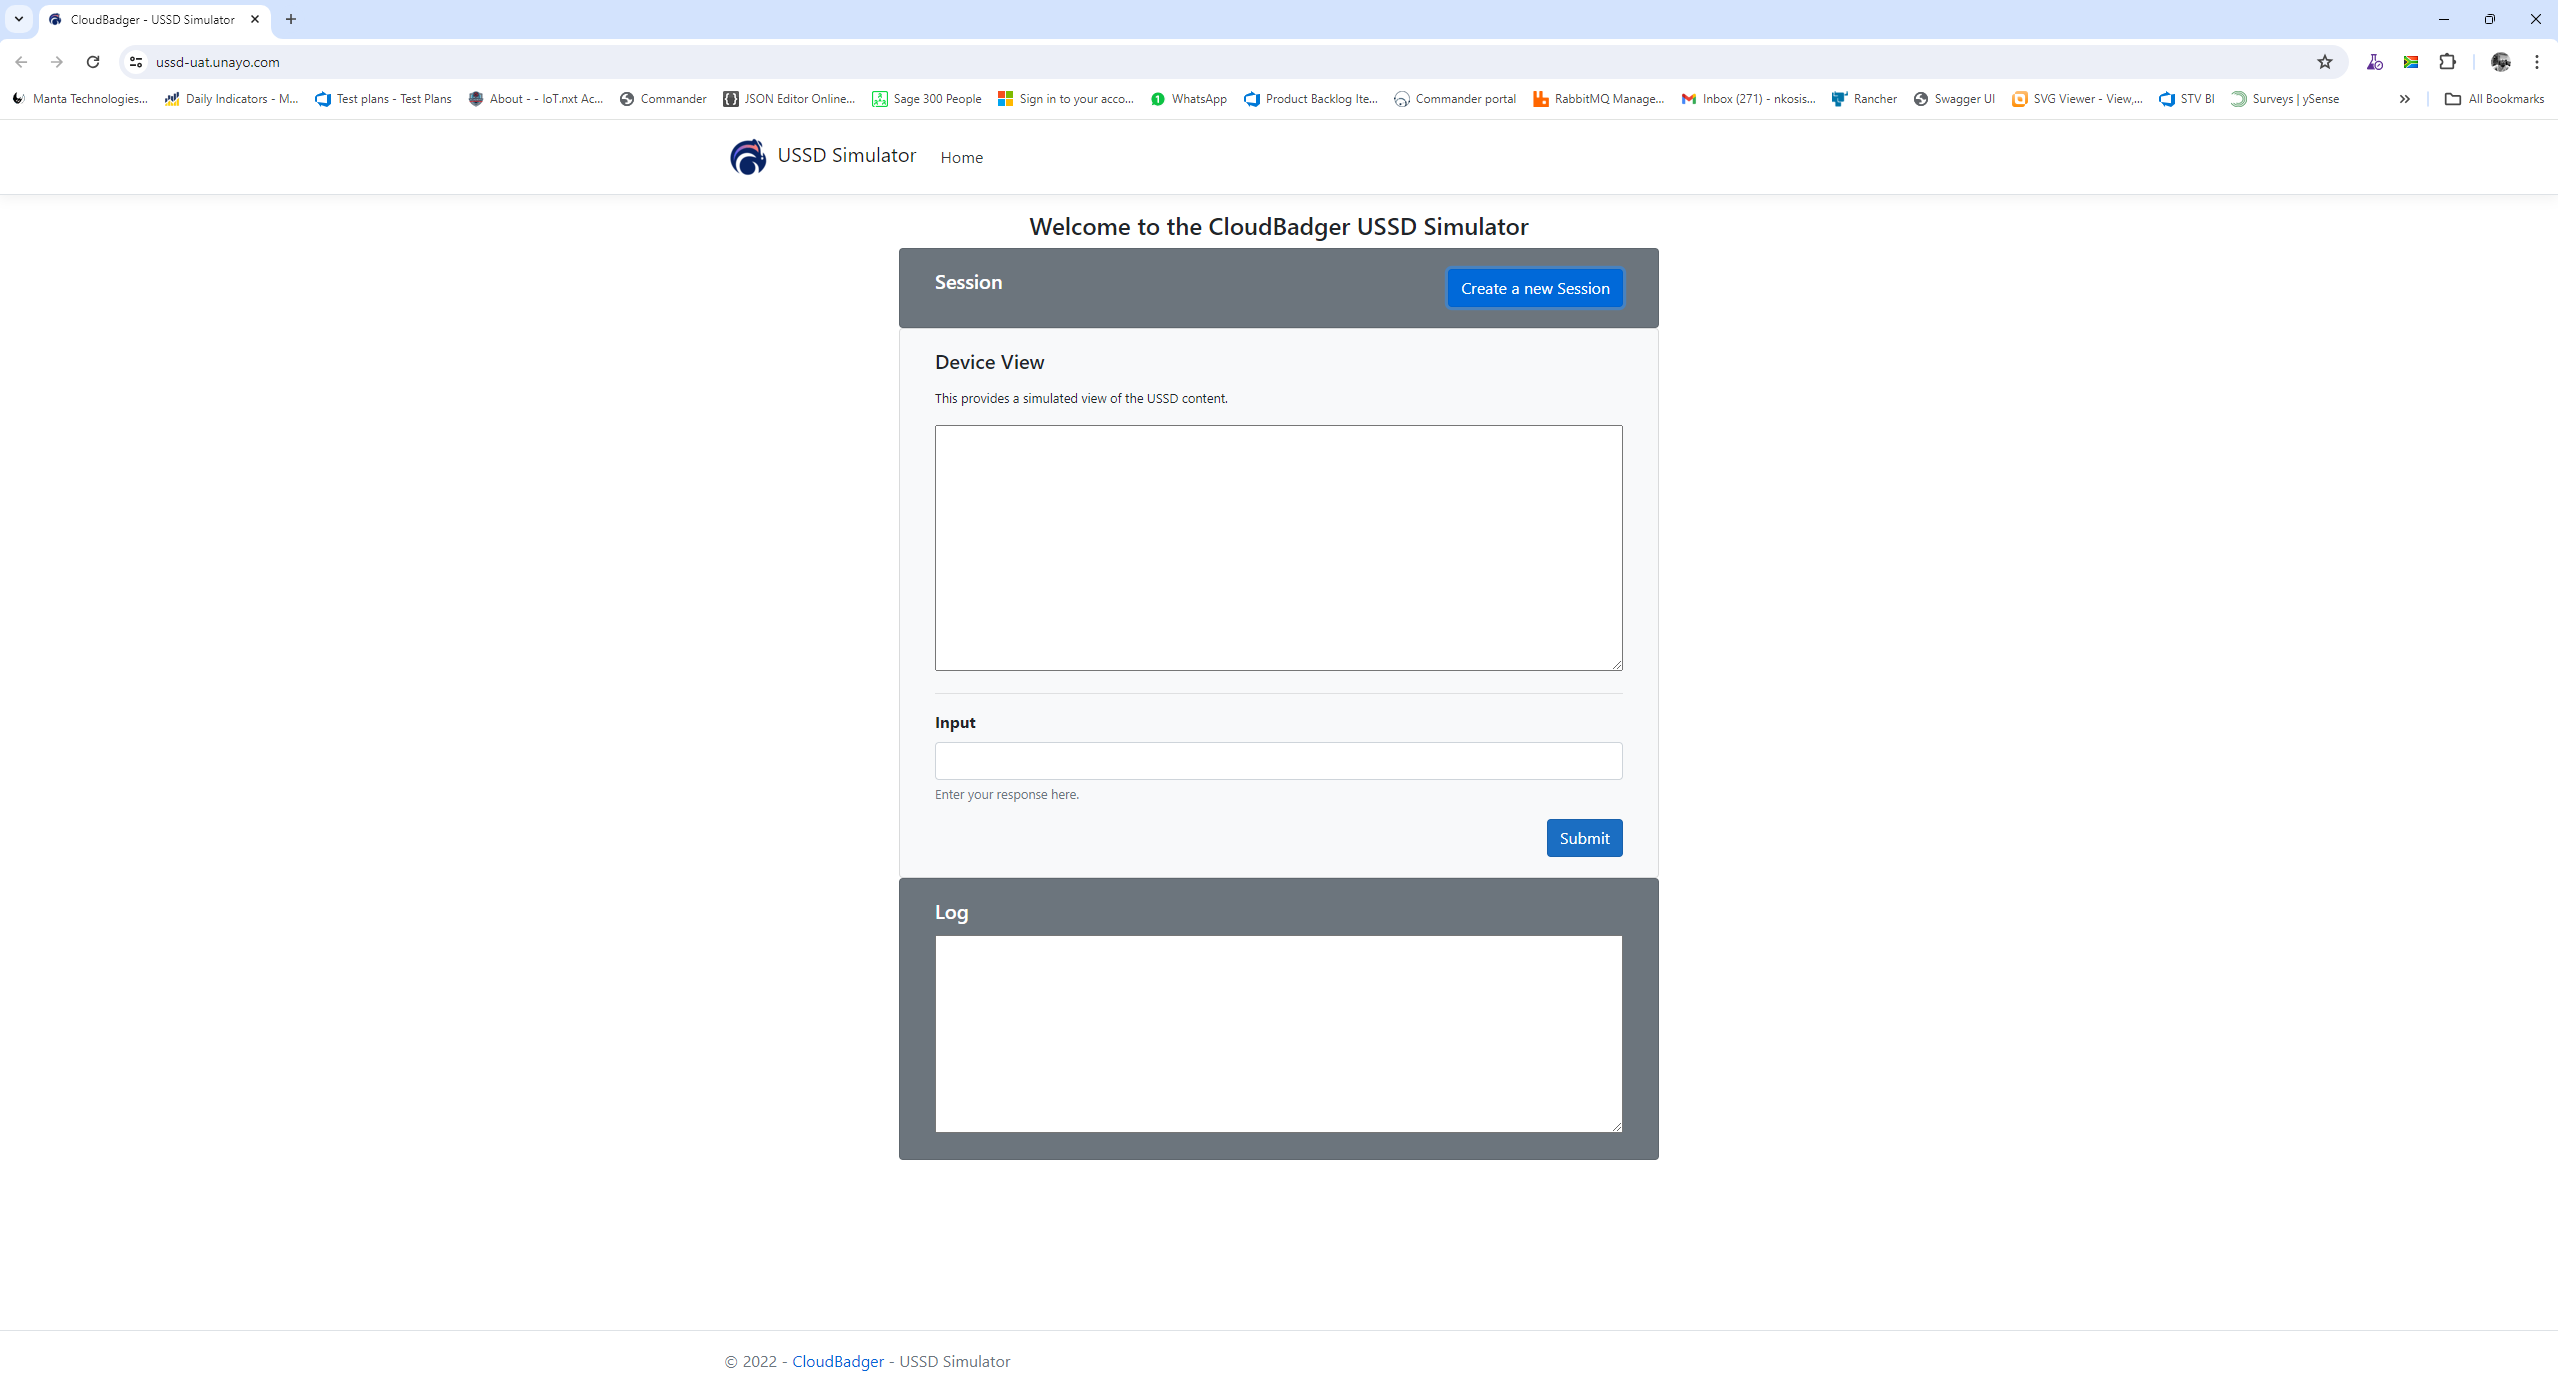 CloudBadger - USSD Simulator
ussd-uat.unayo.com
Manta Technologies... Daily Indicators - M... Test plans - Test Plans About - - IoT.nxt Ac... Commander JSON Editor Online... Sage 300 People Sign in to your acco... WhatsApp Product Backlog Ite... Commander portal RabbitMQ Manage... Inbox (271) - nkosis... Rancher Swagger UI SVG Viewer - View,... STV BI Surveys | ySense All Bookmarks
USSD Simulator Home
Welcome to the CloudBadger USSD Simulator
Session Create a new Session
Device View
This provides a simulated view of the USSD content.
Input
Enter your response here.
Submit
Log
© 2022 - CloudBadger - USSD Simulator